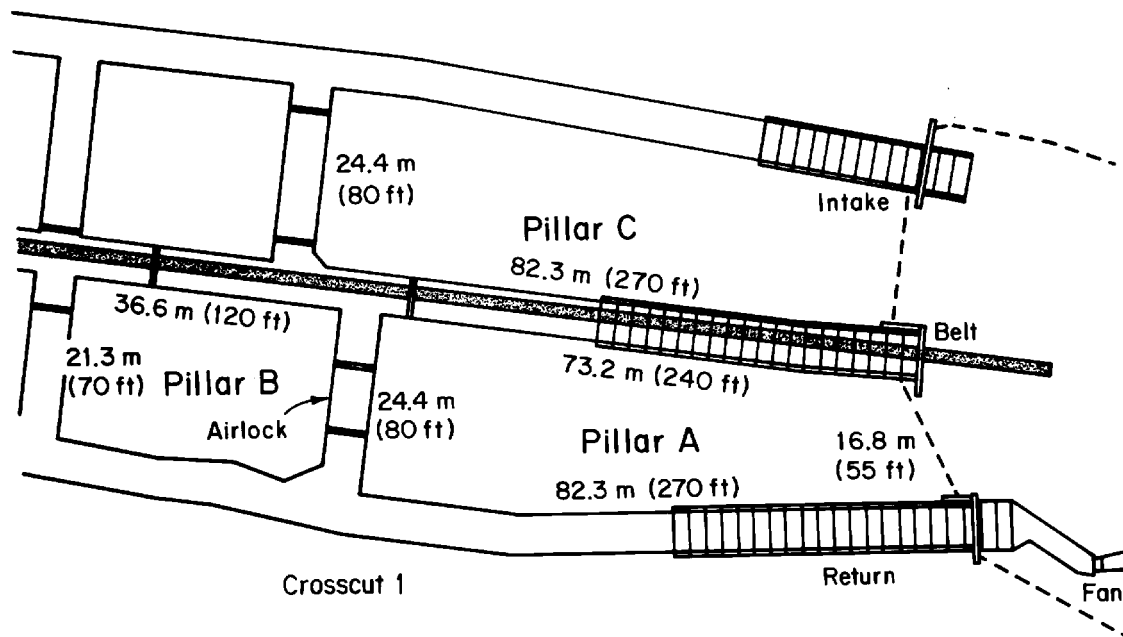 24.4 m
(80 ft)
Intake
Pillar C
82.3 m (270 ft)
Belt
36.6 m (120 ft)
73.2 m (240 ft)
21.3 m
(70 ft)
Pillar B
Airlock
24.4 m
(80 ft)
Pillar A
16.8 m
(55 ft)
82.3 m (270 ft)
Crosscut 1
Return
Fan